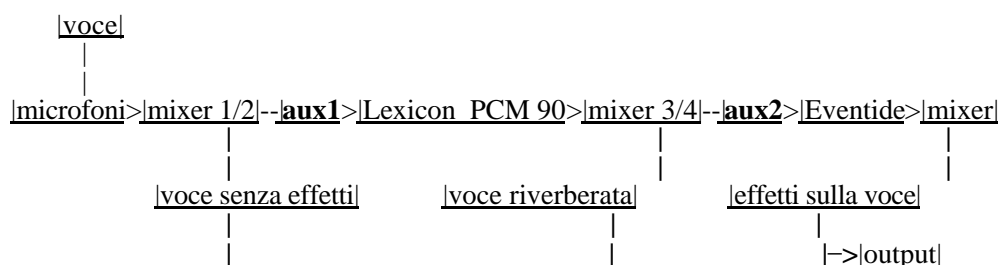 |voce|
|microfoni>|mixer 1/2|--|aux1>|Lexicon PCM 90>|mixer 3/4|--|aux2>|Eventide>|mixer|
|voce senza effetti| |voce riverberata| |effetti sulla voce|
|−>|output|